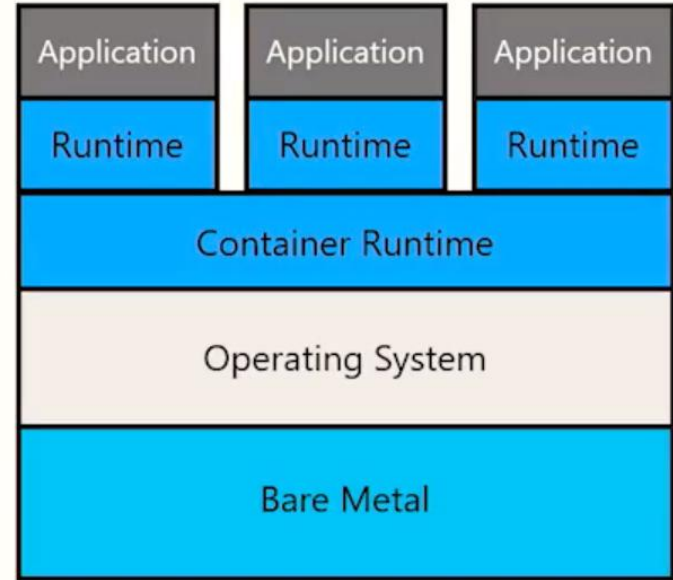 Application Application Application
Runtime Runtime Runtime
Container Runtime
Operating System
Bare Metal